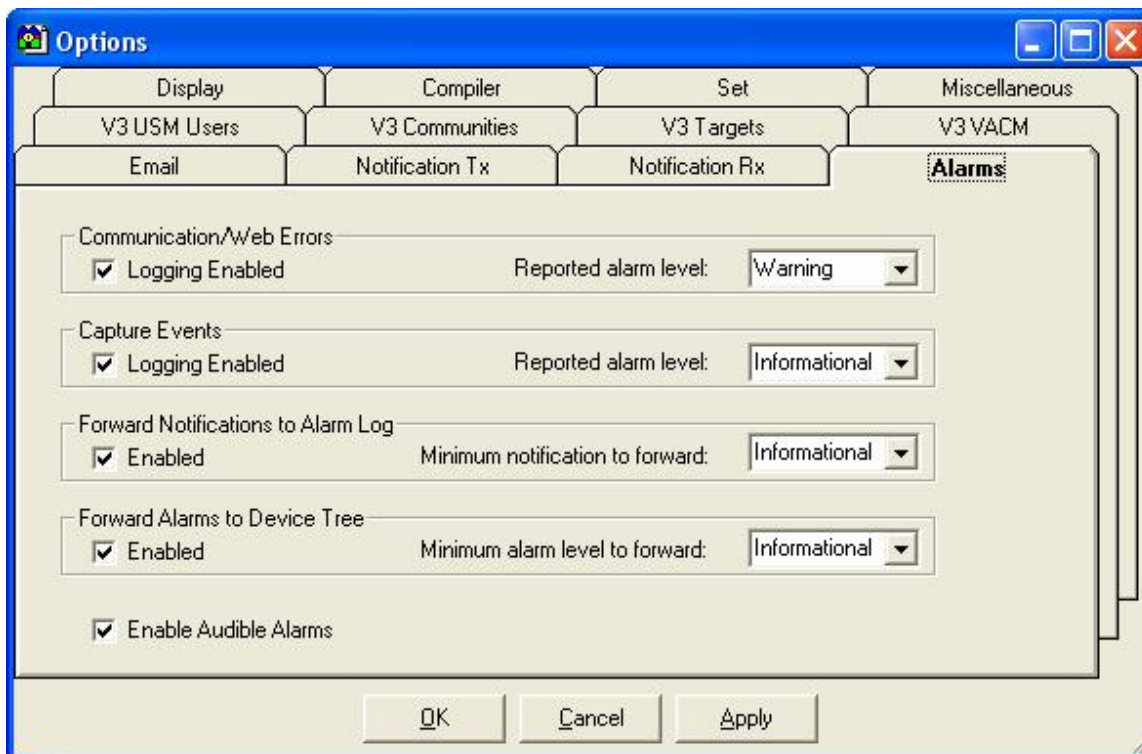 Options
Display Compiler Set Miscellaneous
V3 USM Users V3 Communities V3 Targets V3 VACM
Email Notification Tx Notification Rx Alarms
Communication/Web Errors
Logging Enabled Reported alarm level: Warning
Capture Events
Logging Enabled Reported alarm level: Informational
Forward Notifications to Alarm Log
Enabled Minimum notification to forward: Informational
Forward Alarms to Device Tree
Enabled Minimum alarm level to forward: Informational
Enable Audible Alarms
OK Cancel Apply